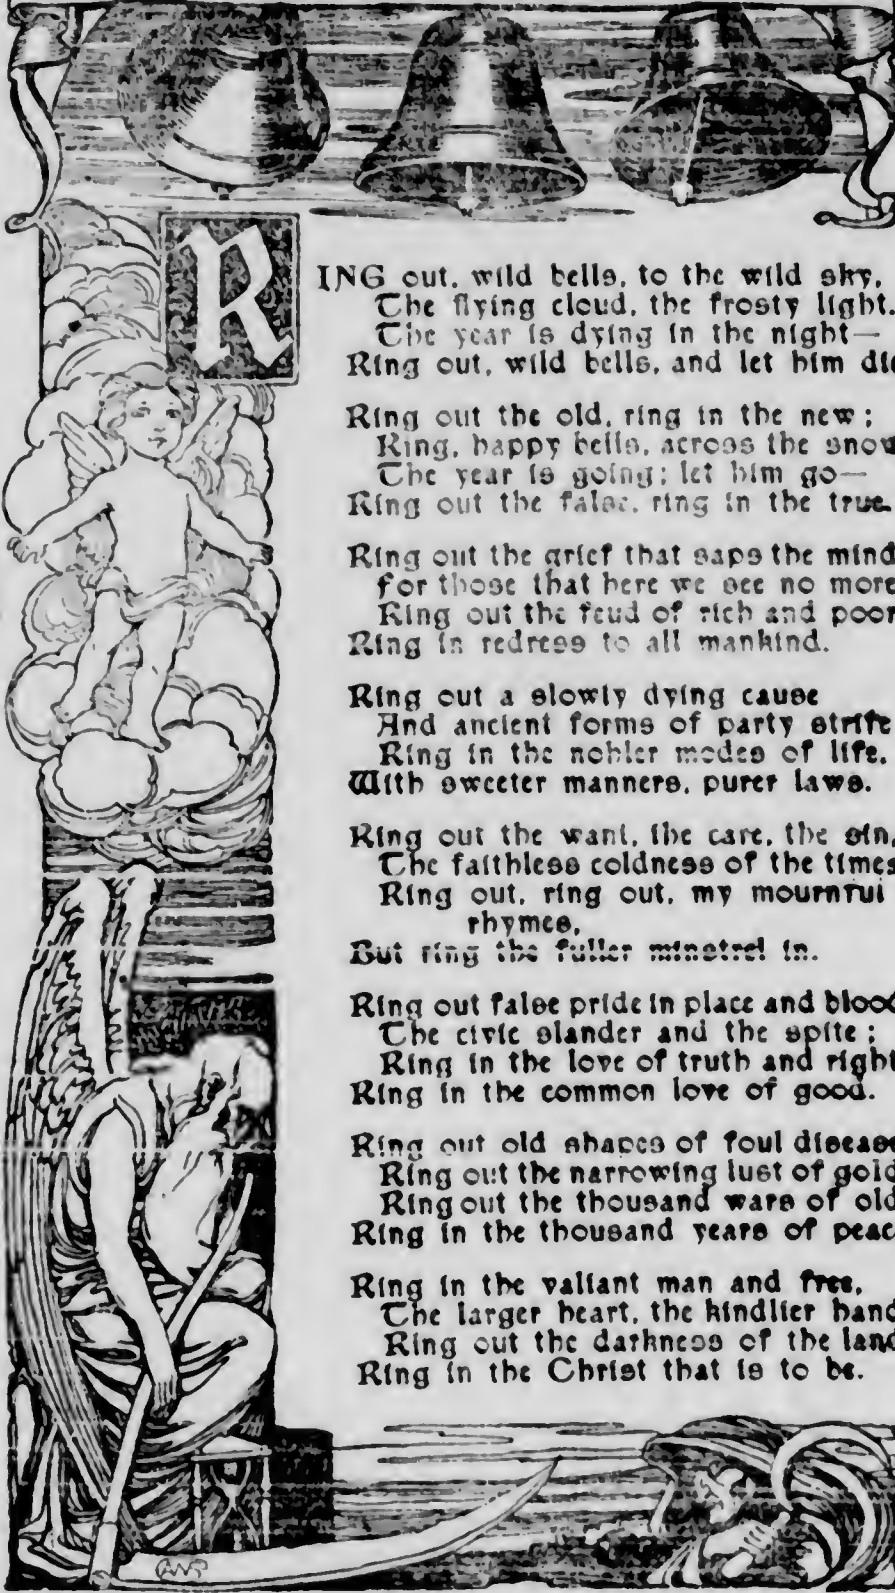 RING out, wild bells, to the wild sky,
The flying cloud, the frosty light.
The year is dying in the night—
Ring out, wild bells, and let him die
Ring out the old, ring in the new;
Ring, happy bells, across the snow
The year is going; let him go—
Ring out the false, ring in the true.
Ring out the grief that saps the mind
For those that here we see no more
Ring out the feud of rich and poor
Ring in redress to all mankind.
Ring out a slowly dying cause
And ancient forms of party strife
Ring in the nobler modes of life,
With sweeter manners, purer laws.
Ring out the want, the care, the sin,
The faithless coldness of the times
Ring out, ring out, my mournful
rhymes,
But ring the fuller minstrel in.
Ring out false pride in place and blood
The civic slander and the spite;
Ring in the love of truth and right
Ring in the common love of good.
Ring out old shapes of foul disease
Ring out the narrowing lust of gold
Ring out the thousand wars of old
Ring in the thousand years of peac
Ring in the valiant man and free,
The larger heart, the kindlier hand
Ring out the darkness of the land
Ring in the Christ that is to be.